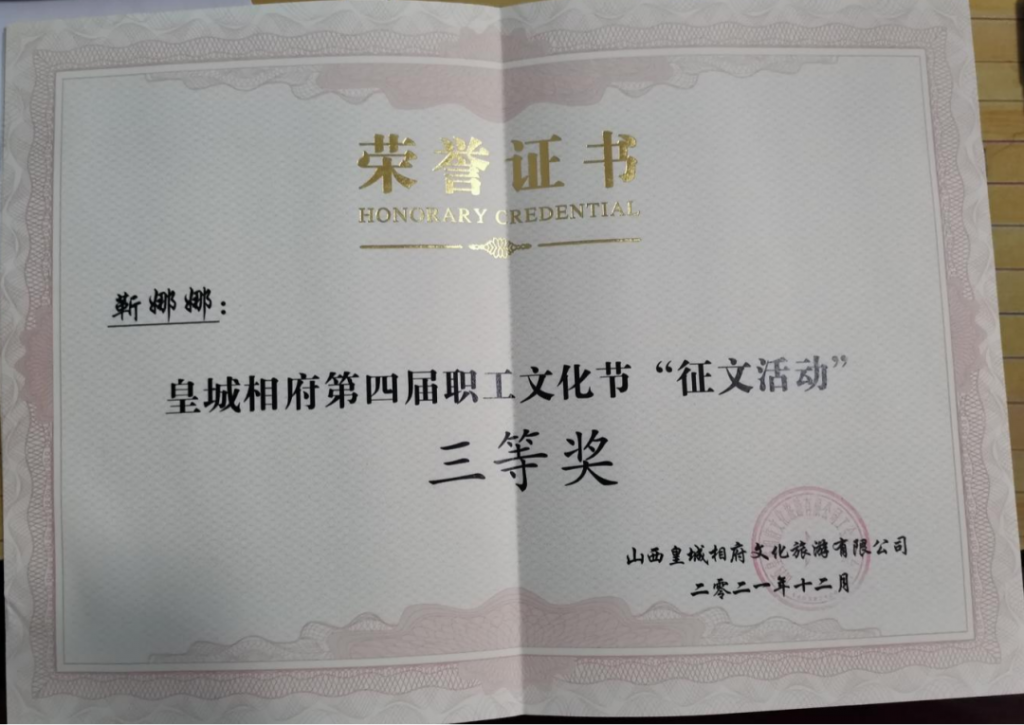 荣誉证书
HONORARY CREDENTIAL
靳娜娜：
皇城相府第四届职工文化节“征文活动”
三等奖
山西皇城相府文化旅游有限公司
二零二一年十二月